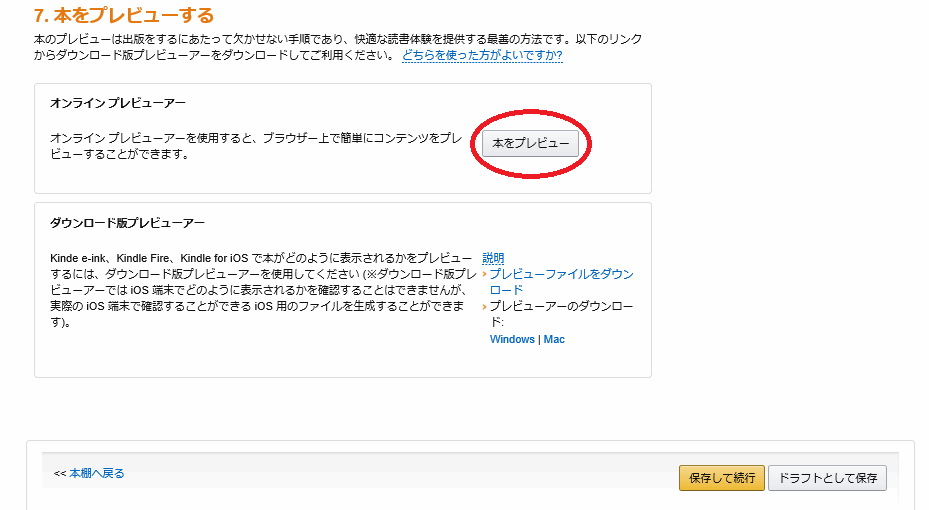 7. 本をプレビューする
本のプレビューは出版をするにあたって欠かせない手順であり、快適な読書体験を提供する最善の方法です。以下のリンク
からダウンロード版プレビューアーをダウンロードしてご利用ください。 どちらを使った方がよいですか?
オンライン プレビューアー
オンライン プレビューアーを使用すると、ブラウザー上で簡単にコンテンツをプレ
ビューすることができます。
本をプレビュー
ダウンロード版プレビューアー
Kinde e-ink、Kindle Fire、Kindle for iOS で本がどのように表示されるかをプレビュー
するには、ダウンロード版プレビューアーを使用してください (※ダウンロード版プレ
ビューアーでは iOS 端末でどのように表示されるかを確認することはできませんが、
実際の iOS 端末で確認することができる iOS 用のファイルを生成することができま
す)。
説明
プレビューファイルをダウン
ロード
プレビューアーのダウンロー
ド:
Windows | Mac
<< 本棚へ戻る
保存して続行
ドラフトとして保存